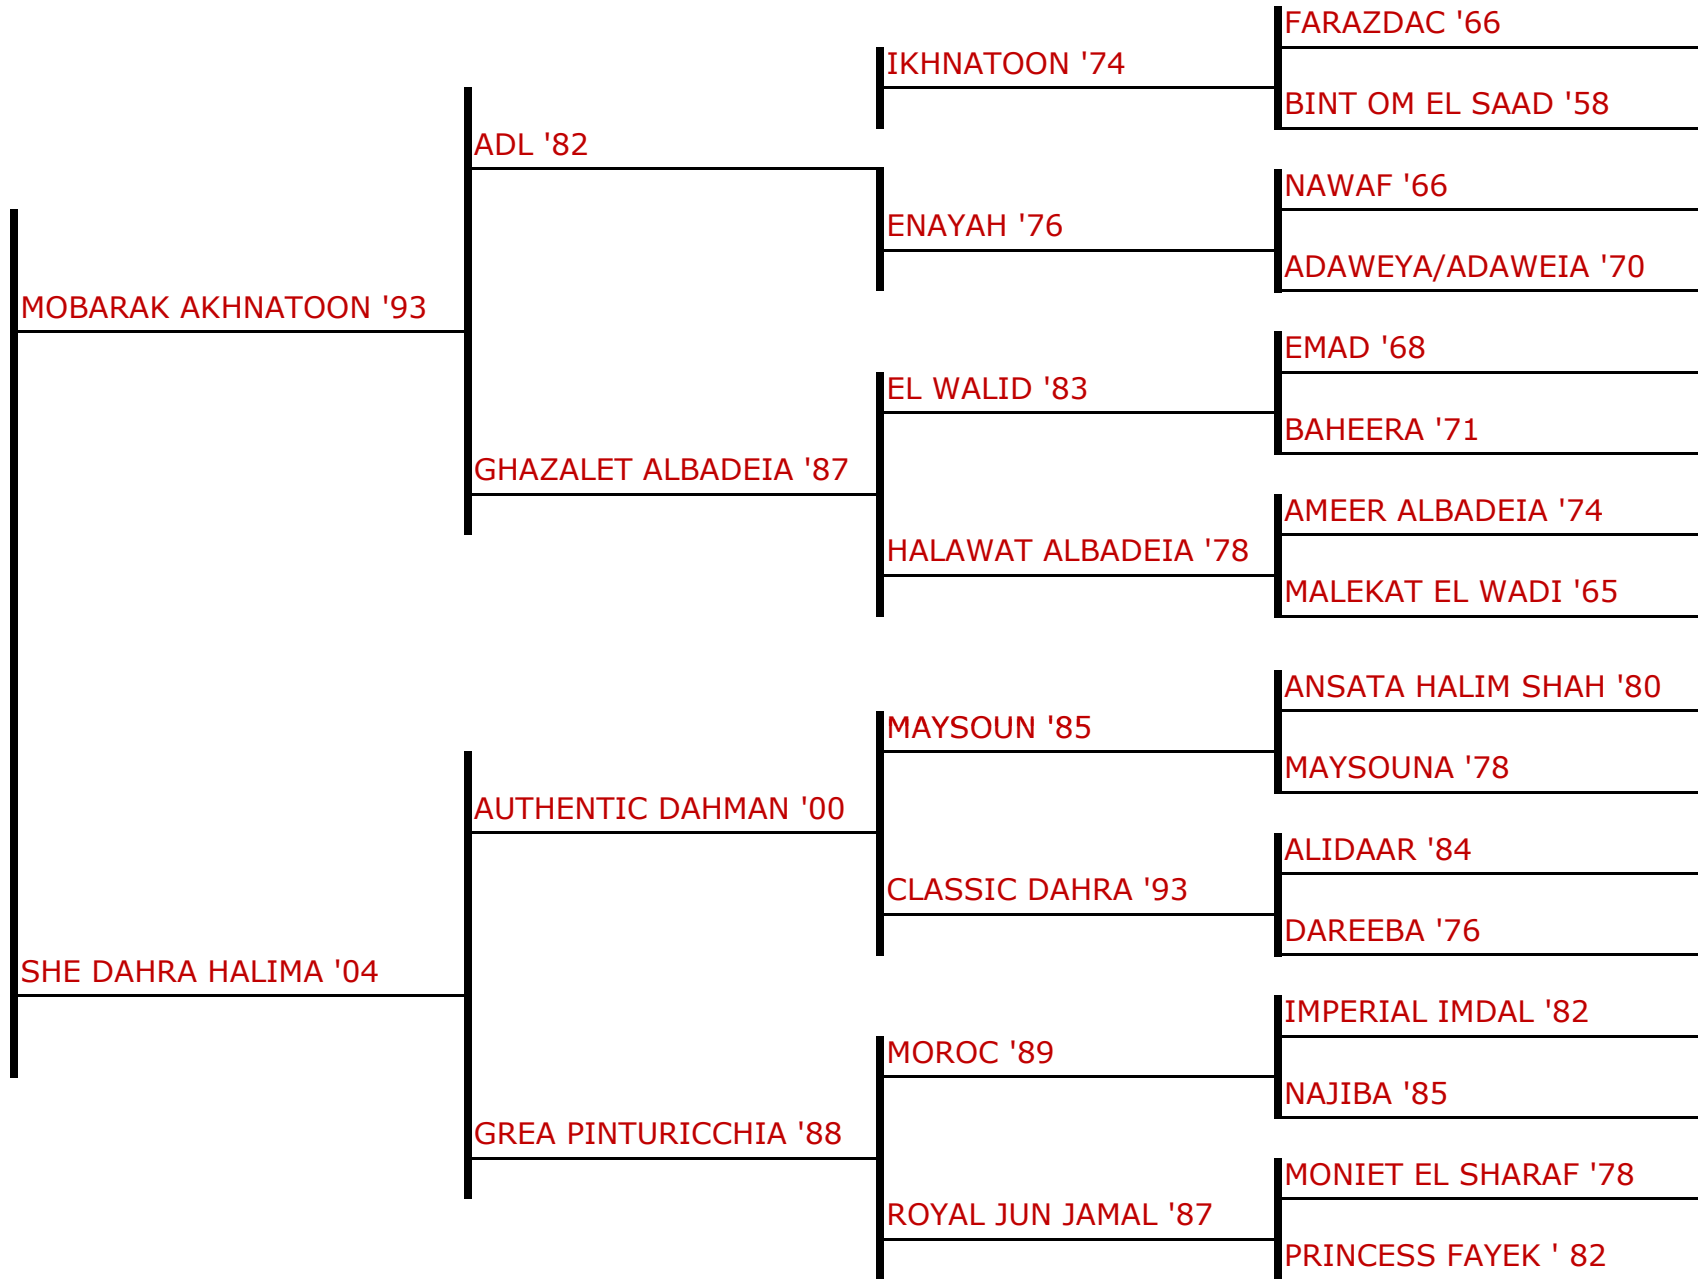 FARAZDAC '66
IKHNATOON '74
BINT OM EL SAAD '58
ADL '82
NAWAF '66
ENAYAH '76
ADAWEYA/ADAWEIA '70
MOBARAK AKHNATOON '93
EMAD '68
EL WALID '83
BAHEERA '71
GHAZALET ALBADEIA '87
AMEER ALBADEIA '74
HALAWAT ALBADEIA '78
MALEKAT EL WADI '65
ANSATA HALIM SHAH '80
MAYSOUN '85
MAYSOUNA '78
AUTHENTIC DAHMAN '00
ALIDAAR '84
CLASSIC DAHRA '93
DAREEBA '76
SHE DAHRA HALIMA '04
IMPERIAL IMDAL '82
MOROC '89
NAJIBA '85
GREA PINTURICCHIA '88
MONIET EL SHARAF '78
ROYAL JUN JAMAL '87
PRINCESS FAYEK ' 82